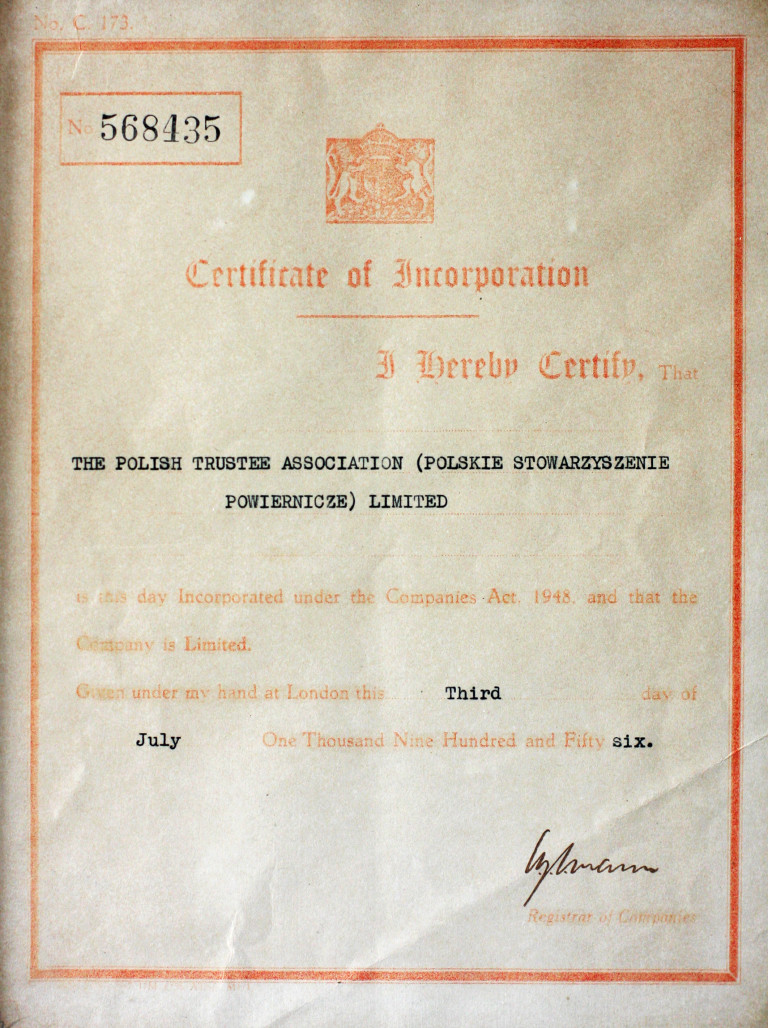 No. C. 173.
No 568435
Certificate of Incorporation
I Hereby Certify, That
THE POLISH TRUSTEE ASSOCIATION (POLSKIE STOWARZYSZENIE
POWIERNICZE) LIMITED
is this day Incorporated under the Companies Act, 1948, and that the
Company is Limited.
Given under my hand at London this Third day of
July One Thousand Nine Hundred and Fifty six.
Registrar of Companies